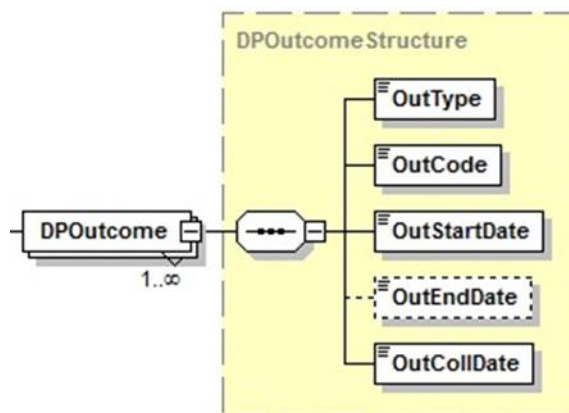 DPOutcomeStructure
OutType
OutCode
DPOutcome
OutStartDate
1..∞
OutEndDate
OutCollDate